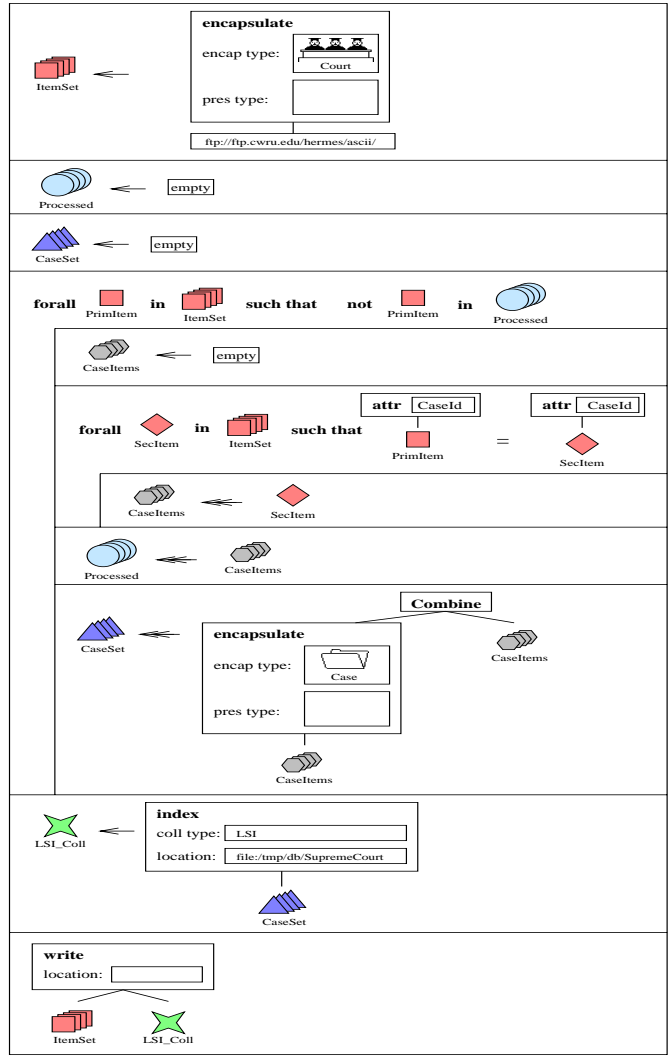 encapsulate
encap type:
Court
ItemSet
pres type:
ftp://ftp.cwru.edu/hermes/ascii/
empty
Processed
empty
CaseSet
forall PrimItem in ItemSet such that not PrimItem in Processed
empty
CaseItems
attr CaseId attr CaseId
forall SecItem in ItemSet such that PrimItem = SecItem
CaseItems SecItem
Processed CaseItems
Combine
CaseSet
encapsulate
CaseItems
encap type:
Case
pres type:
CaseItems
index
coll type: LSI
LSI_Coll
location: file:/tmp/db/SupremeCourt
CaseSet
write
location:
ItemSet LSI_Coll